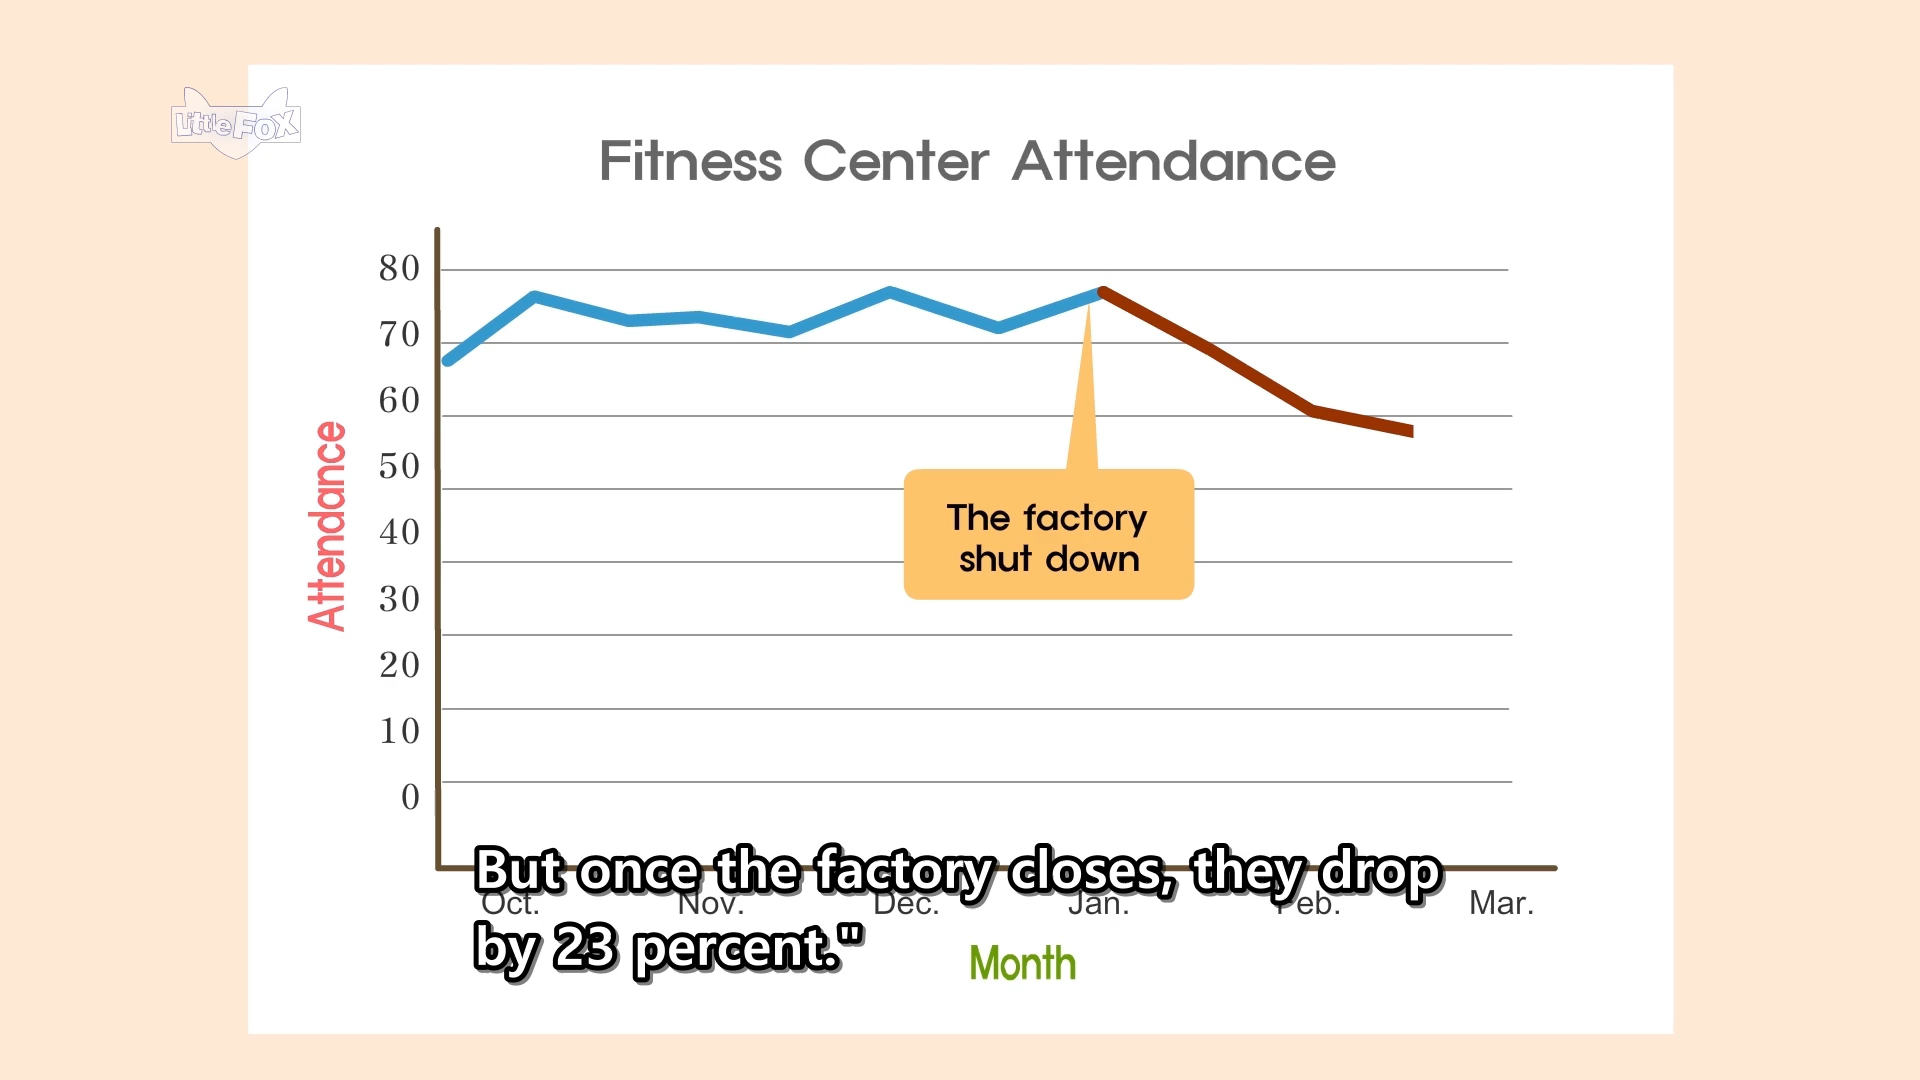 Little Fox
Fitness Center Attendance
80
70
60
50
40
30
20
10
0
Attendance
The factory
shut down
But once the factory closes, they drop
by 23 percent."
Oct.
Nov.
Dec.
Jan.
Feb.
Mar.
Month